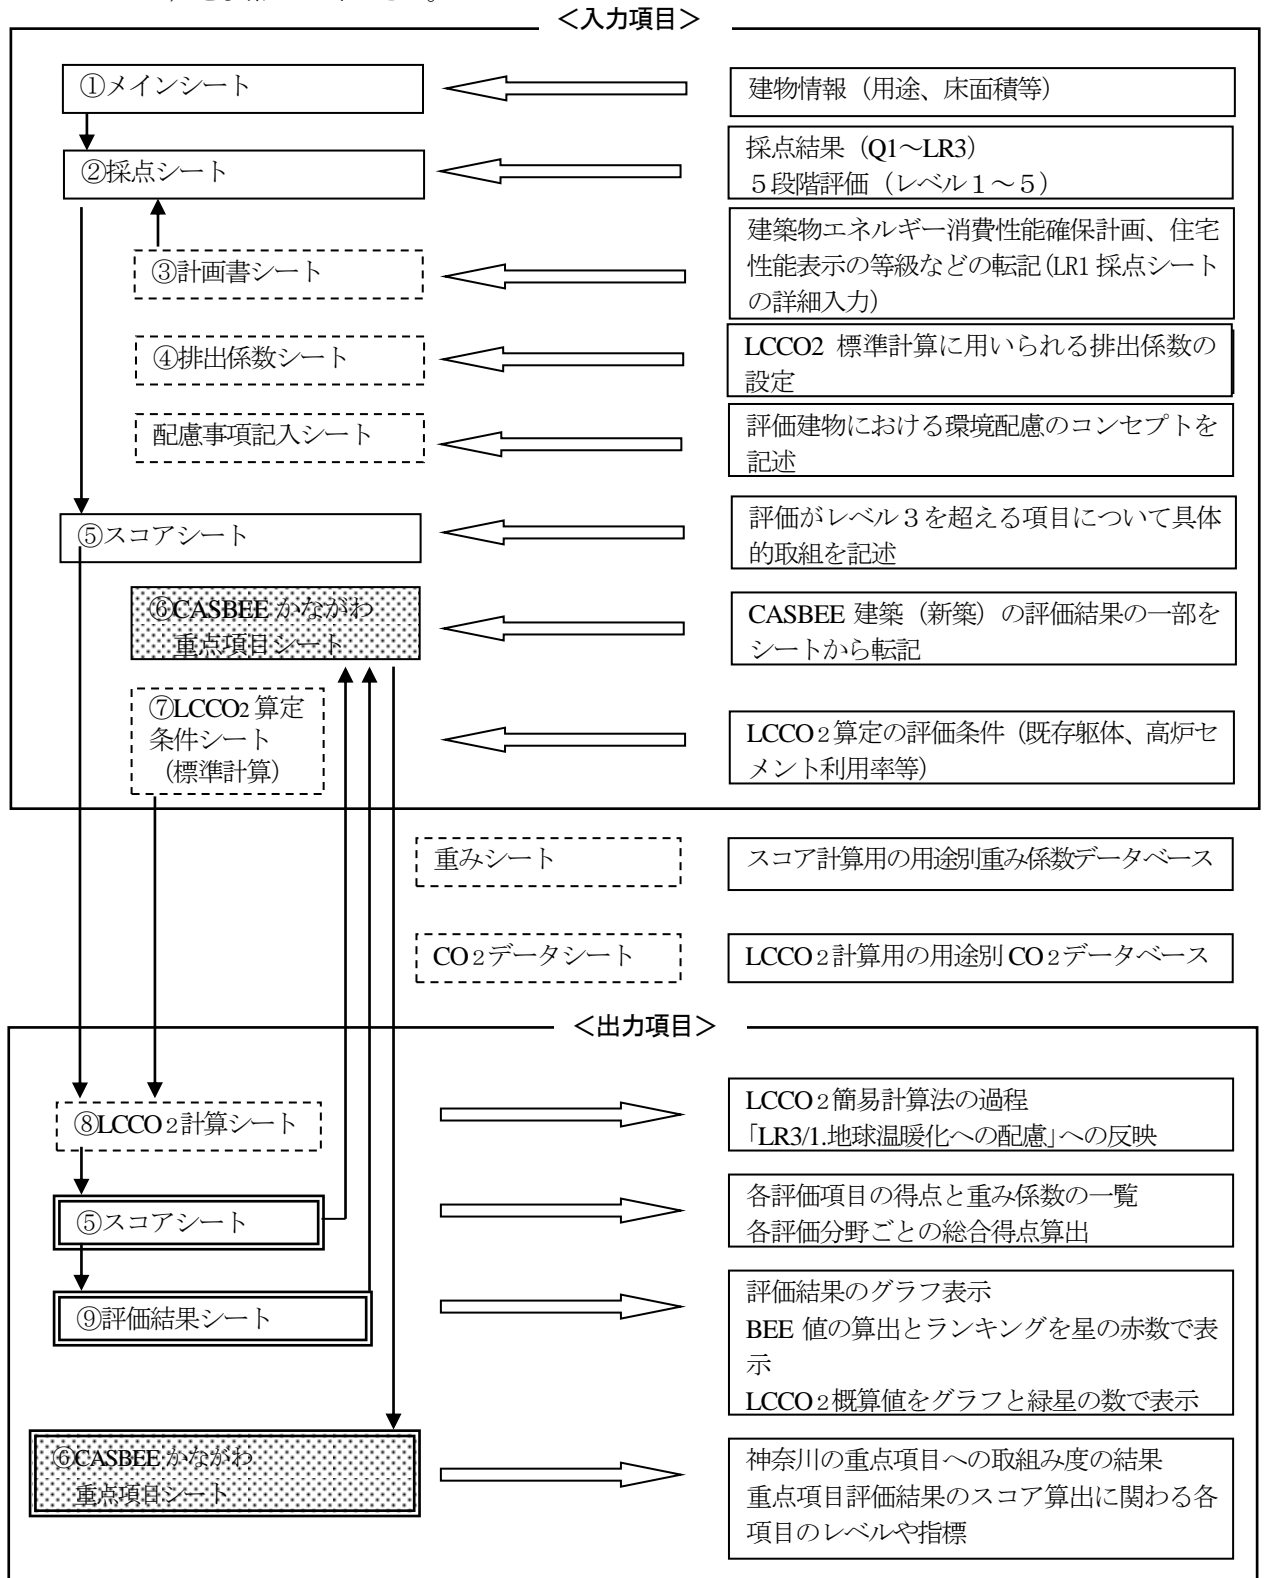 ＜入力項目＞
①メインシート
建物情報（用途、床面積等）
②採点シート
採点結果（Q1～LR3）
５段階評価（レベル１～５）
③計画書シート
建築物エネルギー消費性能確保計画、住宅
性能表示の等級などの転記(LR1 採点シート
の詳細入力)
④排出係数シート
LCCO2 標準計算に用いられる排出係数の
設定
配慮事項記入シート
評価建物における環境配慮のコンセプトを
記述
⑤スコアシート
評価がレベル３を超える項目について具体
的取組を記述
⑥CASBEE かながわ
重点項目シート
CASBEE 建築（新築）の評価結果の一部を
シートから転記
⑦LCCO2 算定
条件シート
（標準計算）
LCCO２算定の評価条件（既存躯体、高炉セ
メント利用率等）
重みシート
スコア計算用の用途別重み係数データベース
CO２データシート
LCCO２計算用の用途別 CO２データベース
＜出力項目＞
⑧LCCO２計算シート
LCCO２簡易計算法の過程
「LR3/1.地球温暖化への配慮」への反映
⑤スコアシート
各評価項目の得点と重み係数の一覧
各評価分野ごとの総合得点算出
⑨評価結果シート
評価結果のグラフ表示
BEE 値の算出とランキングを星の赤数で表
示
LCCO２概算値をグラフと緑星の数で表示
⑥CASBEE かながわ
重点項目シート
神奈川の重点項目への取組み度の結果
重点項目評価結果のスコア算出に関わる各
項目のレベルや指標